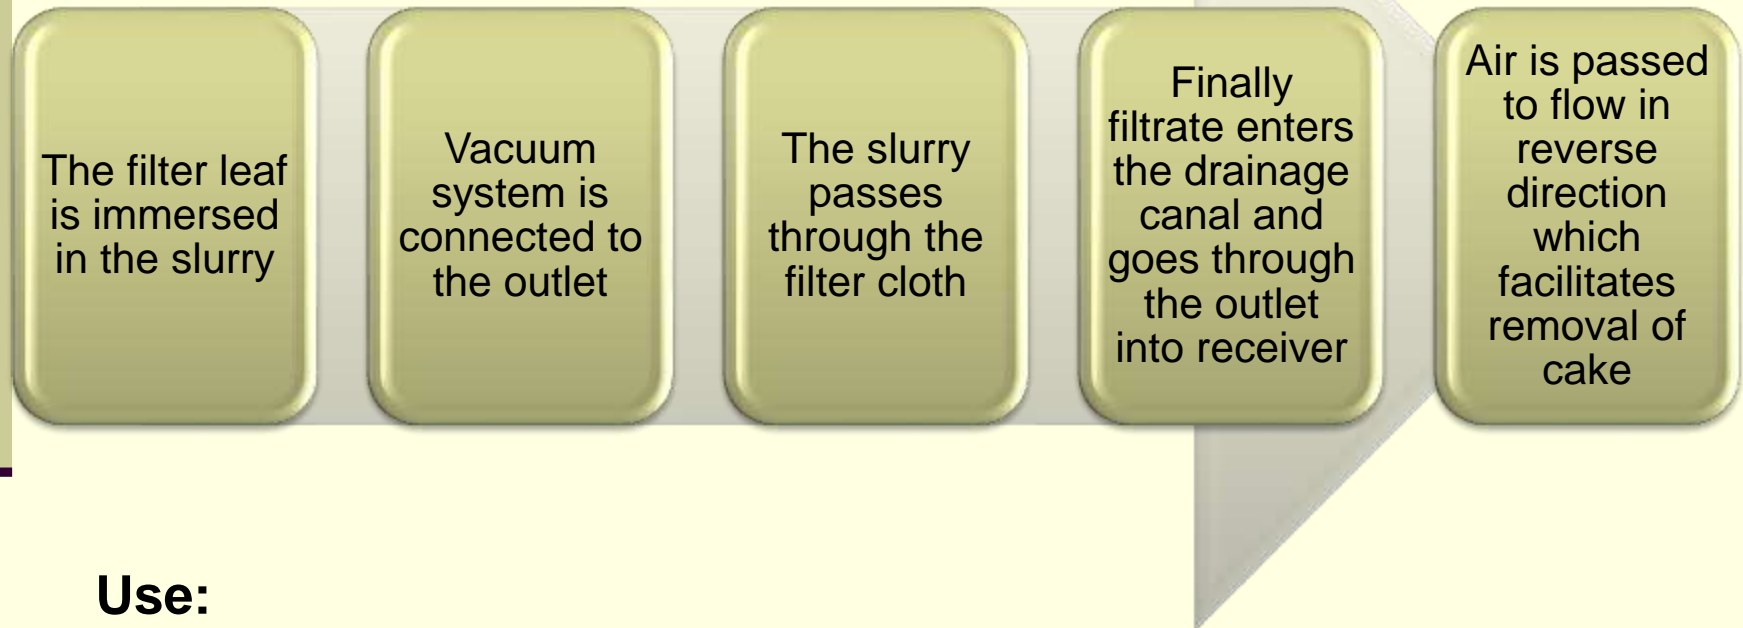 The filter leaf
is immersed
in the slurry
Vacuum
system is
connected to
the outlet
The slurry
passes
through the
filter cloth
Finally
filtrate enters
the drainage
canal and
goes through
the outlet
into receiver
Air is passed
to flow in
reverse
direction
which
facilitates
removal of
cake
Use: